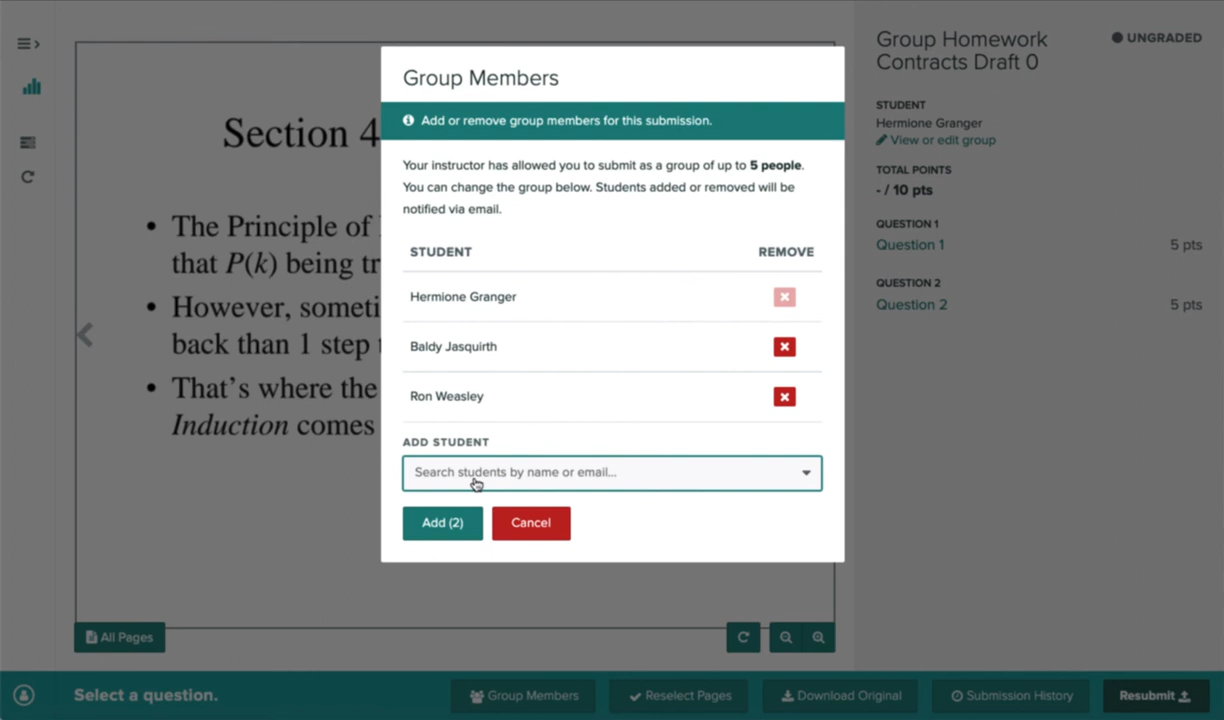 Group Members
Add or remove group members for this submission.
Your instructor has allowed you to submit as a group of up to 5 people.
You can change the group below. Students added or removed will be
notified via email.
STUDENT REMOVE
Hermione Granger
Baldy Jasquirth
Ron Weasley
ADD STUDENT
Search students by name or email...
Add (2) Cancel
Section 4
• The Principle of
that P(k) being tr
• However, someti
back than 1 step
• That's where the
Induction comes
All Pages
Group Homework
Contracts Draft 0
UNGRADED
STUDENT
Hermione Granger
View or edit group
TOTAL POINTS
- / 10 pts
QUESTION 1
Question 1 5 pts
QUESTION 2
Question 2 5 pts
Select a question. Group Members Reselect Pages Download Original Submission History Resubmit